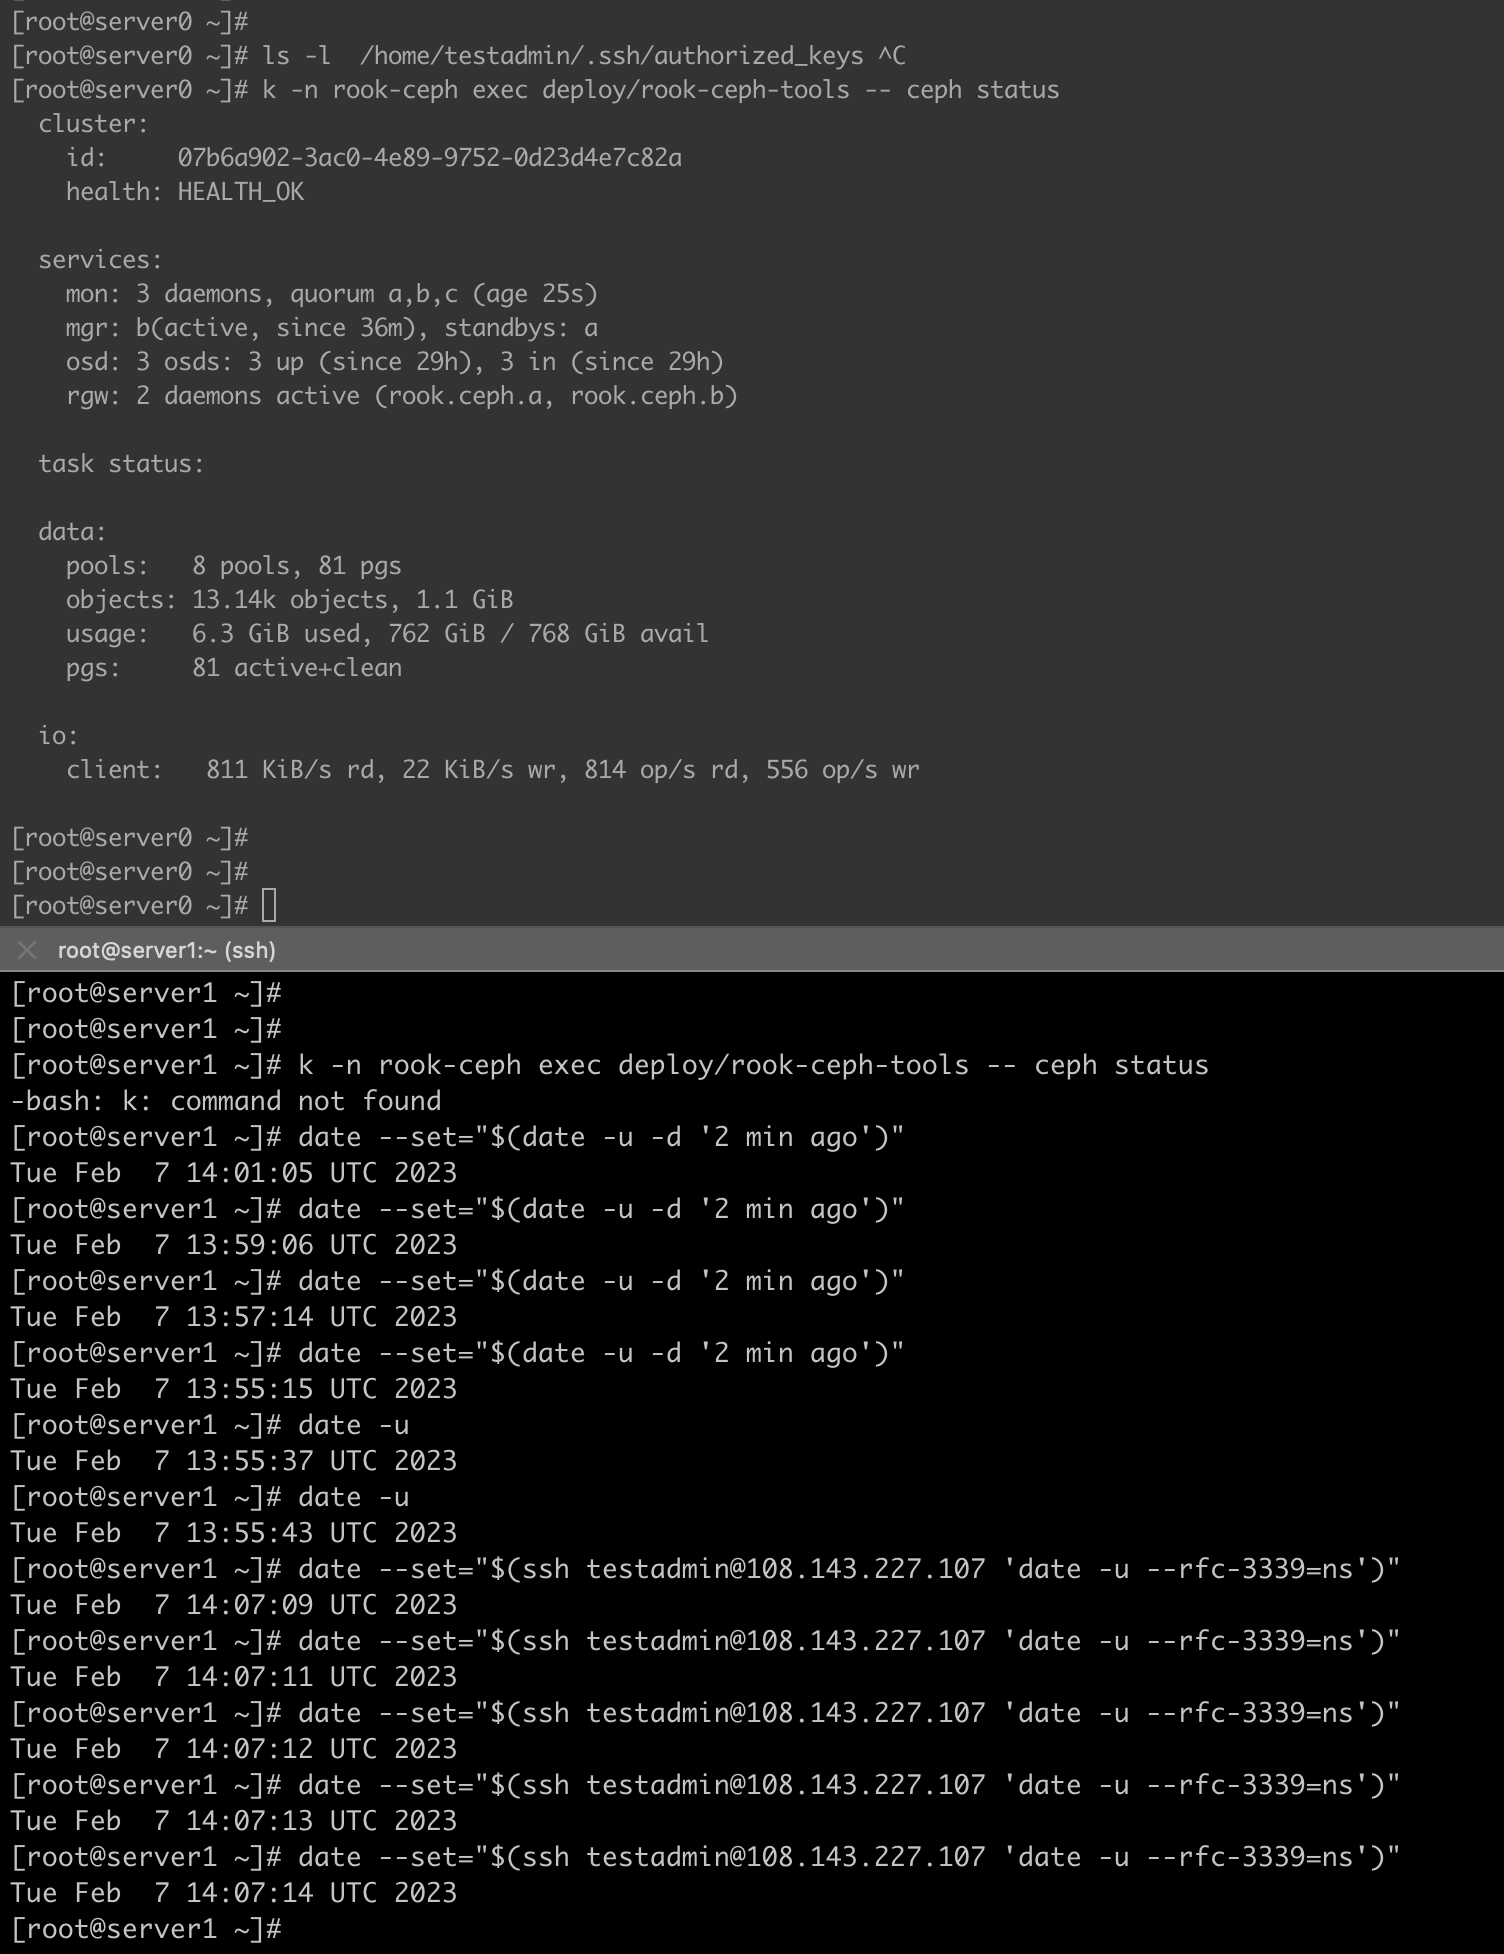 [root@server0 ~]#
[root@server0 ~]# ls -l  /home/testadmin/.ssh/authorized_keys ^C
[root@server0 ~]# k -n rook-ceph exec deploy/rook-ceph-tools -- ceph status
  cluster:
    id:     07b6a902-3ac0-4e89-9752-0d23d4e7c82a
    health: HEALTH_OK

  services:
    mon: 3 daemons, quorum a,b,c (age 25s)
    mgr: b(active, since 36m), standbys: a
    osd: 3 osds: 3 up (since 29h), 3 in (since 29h)
    rgw: 2 daemons active (rook.ceph.a, rook.ceph.b)

  task status:

  data:
    pools:   8 pools, 81 pgs
    objects: 13.14k objects, 1.1 GiB
    usage:   6.3 GiB used, 762 GiB / 768 GiB avail
    pgs:     81 active+clean

  io:
    client:   811 KiB/s rd, 22 KiB/s wr, 814 op/s rd, 556 op/s wr

[root@server0 ~]#
[root@server0 ~]#
[root@server0 ~]#
root@server1:~ (ssh)
[root@server1 ~]#
[root@server1 ~]#
[root@server1 ~]# k -n rook-ceph exec deploy/rook-ceph-tools -- ceph status
-bash: k: command not found
[root@server1 ~]# date --set="$(date -u -d '2 min ago')"
Tue Feb  7 14:01:05 UTC 2023
[root@server1 ~]# date --set="$(date -u -d '2 min ago')"
Tue Feb  7 13:59:06 UTC 2023
[root@server1 ~]# date --set="$(date -u -d '2 min ago')"
Tue Feb  7 13:57:14 UTC 2023
[root@server1 ~]# date --set="$(date -u -d '2 min ago')"
Tue Feb  7 13:55:15 UTC 2023
[root@server1 ~]# date -u
Tue Feb  7 13:55:37 UTC 2023
[root@server1 ~]# date -u
Tue Feb  7 13:55:43 UTC 2023
[root@server1 ~]# date --set="$(ssh testadmin@108.143.227.107 'date -u --rfc-3339=ns')"
Tue Feb  7 14:07:09 UTC 2023
[root@server1 ~]# date --set="$(ssh testadmin@108.143.227.107 'date -u --rfc-3339=ns')"
Tue Feb  7 14:07:11 UTC 2023
[root@server1 ~]# date --set="$(ssh testadmin@108.143.227.107 'date -u --rfc-3339=ns')"
Tue Feb  7 14:07:12 UTC 2023
[root@server1 ~]# date --set="$(ssh testadmin@108.143.227.107 'date -u --rfc-3339=ns')"
Tue Feb  7 14:07:13 UTC 2023
[root@server1 ~]# date --set="$(ssh testadmin@108.143.227.107 'date -u --rfc-3339=ns')"
Tue Feb  7 14:07:14 UTC 2023
[root@server1 ~]#